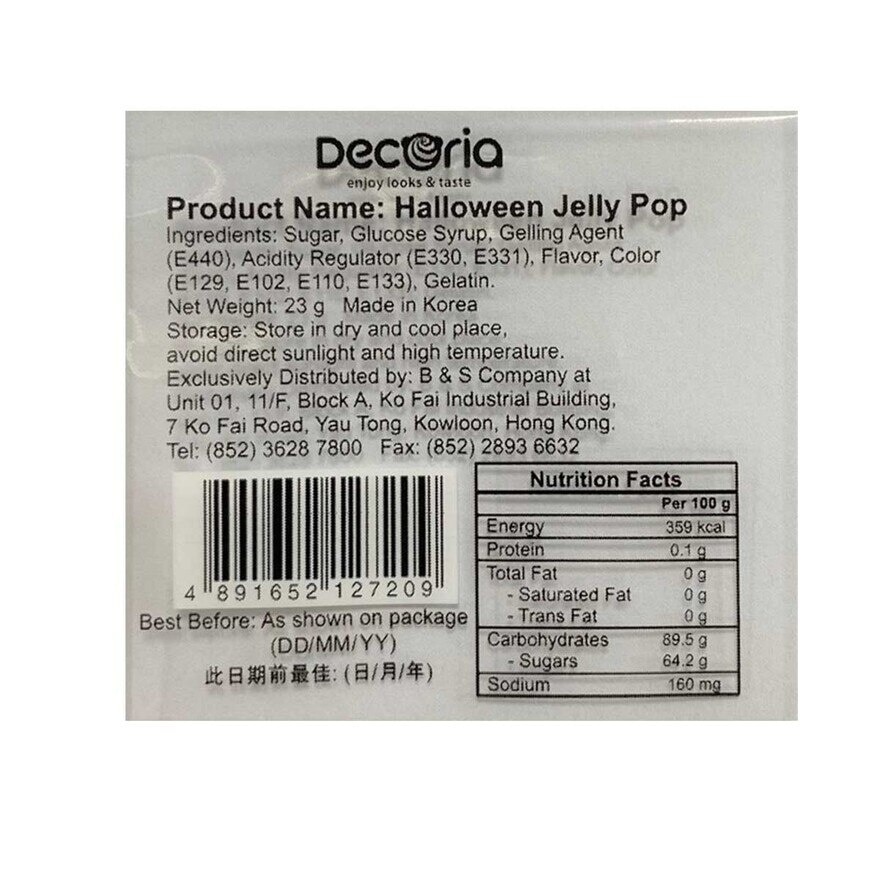 Decoria
enjoy looks & taste
Product Name: Halloween Jelly Pop
Ingredients: Sugar, Glucose Syrup, Gelling Agent
(E440), Acidity Regulator (E330, E331), Flavor, Color
(E129, E102, E110, E133), Gelatin.
Net Weight: 23 g Made in Korea
Storage: Store in dry and cool place,
avoid direct sunlight and high temperature.
Exclusively Distributed by: B & S Company at
Unit 01, 11/F, Block A, Ko Fai Industrial Building,
7 Ko Fai Road, Yau Tong, Kowloon, Hong Kong.
Tel: (852) 3628 7800 Fax: (852) 2893 6632
4 891652 127209
Best Before: As shown on package
(DD/MM/YY)
此日期前最佳: (日/月/年)
Nutrition Facts
Per 100 g
Energy 359 kcal
Protein 0.1 g
Total Fat 0 g
- Saturated Fat 0 g
- Trans Fat 0 g
Carbohydrates 89.5 g
- Sugars 64.2 g
Sodium 160 mg